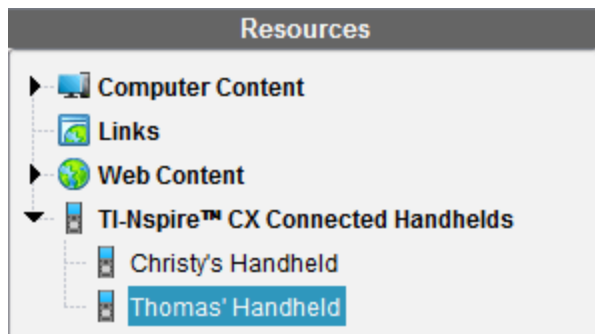 Resources
Computer Content
Links
Web Content
TI-Nspire™ CX Connected Handhelds
Christy's Handheld
Thomas' Handheld